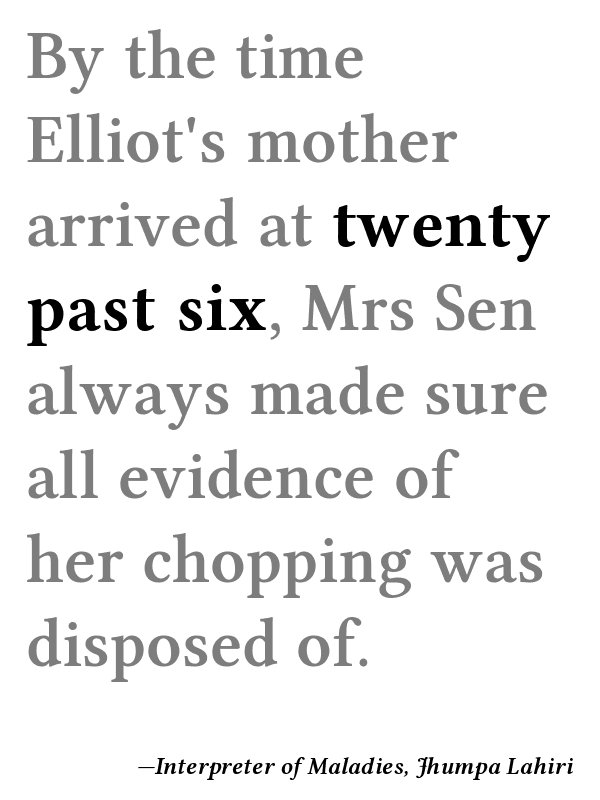 By the time
Elliot's mother
arrived at twenty
past six, Mrs Sen
always made sure
all evidence of
her chopping was
disposed of.
—Interpreter of Maladies, Jhumpa Lahiri